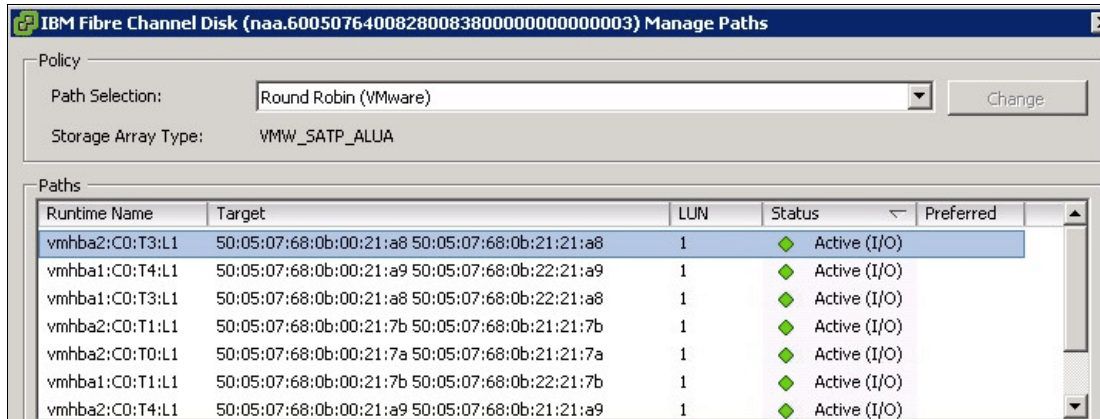 IBM Fibre Channel Disk (naa.60050764008280083800000000000003) Manage Paths
Policy
Path Selection: Round Robin (VMware) Change
Storage Array Type: VMW_SATP_ALUA
Paths
Runtime Name Target LUN Status Preferred
vmhba2:C0:T3:L1 50:05:07:68:0b:00:21:a8 50:05:07:68:0b:21:21:a8 1 Active (I/O)
vmhba1:C0:T4:L1 50:05:07:68:0b:00:21:a9 50:05:07:68:0b:22:21:a9 1 Active (I/O)
vmhba1:C0:T3:L1 50:05:07:68:0b:00:21:a8 50:05:07:68:0b:22:21:a8 1 Active (I/O)
vmhba2:C0:T1:L1 50:05:07:68:0b:00:21:7b 50:05:07:68:0b:21:21:7b 1 Active (I/O)
vmhba2:C0:T0:L1 50:05:07:68:0b:00:21:7a 50:05:07:68:0b:21:21:7a 1 Active (I/O)
vmhba1:C0:T1:L1 50:05:07:68:0b:00:21:7b 50:05:07:68:0b:22:21:7b 1 Active (I/O)
vmhba2:C0:T4:L1 50:05:07:68:0b:00:21:a9 50:05:07:68:0b:21:21:a9 1 Active (I/O)